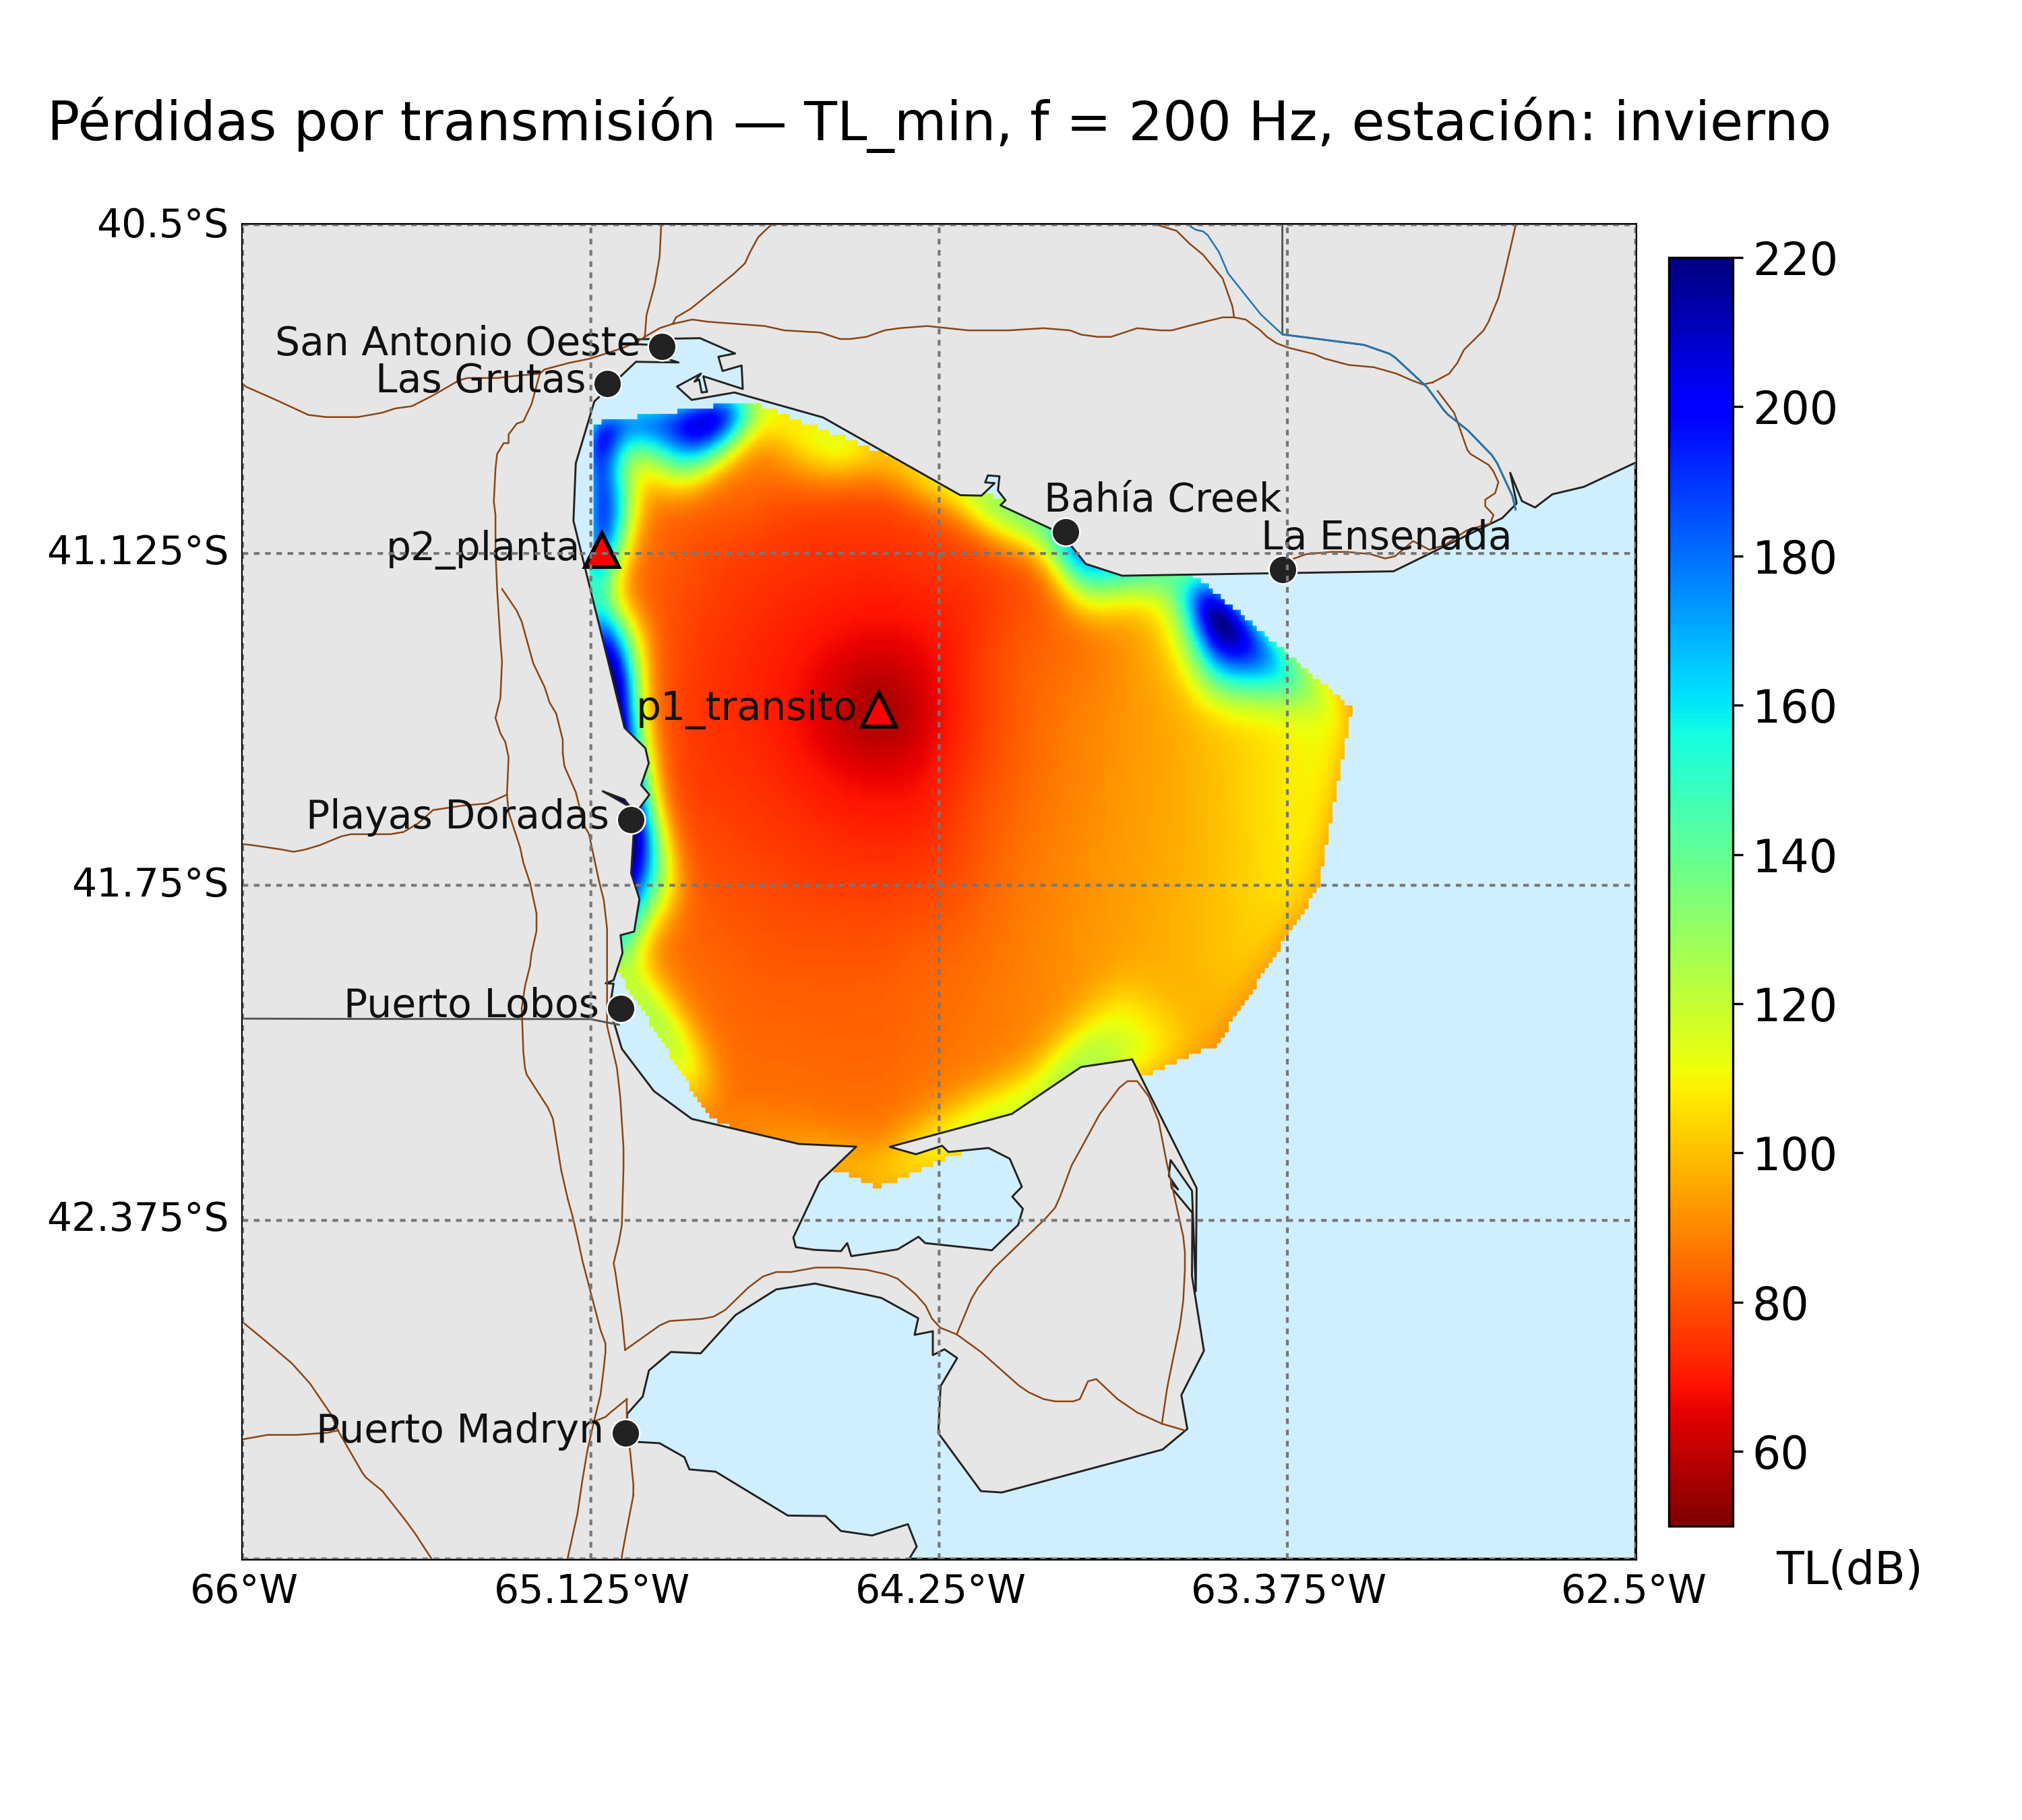 Pérdidas por transmisión — TL_min, f = 200 Hz, estación: invierno
40.5°S
220
San Antonio Oeste
Las Grutas
200
Bahía Creek
La Ensenada
p2_planta
41.125°S
180
p1_transito
160
Playas Doradas
140
41.75°S
Puerto Lobos
120
100
42.375°S
80
Puerto Madryn
60
TL(dB)
66°W
65.125°W
64.25°W
63.375°W
62.5°W